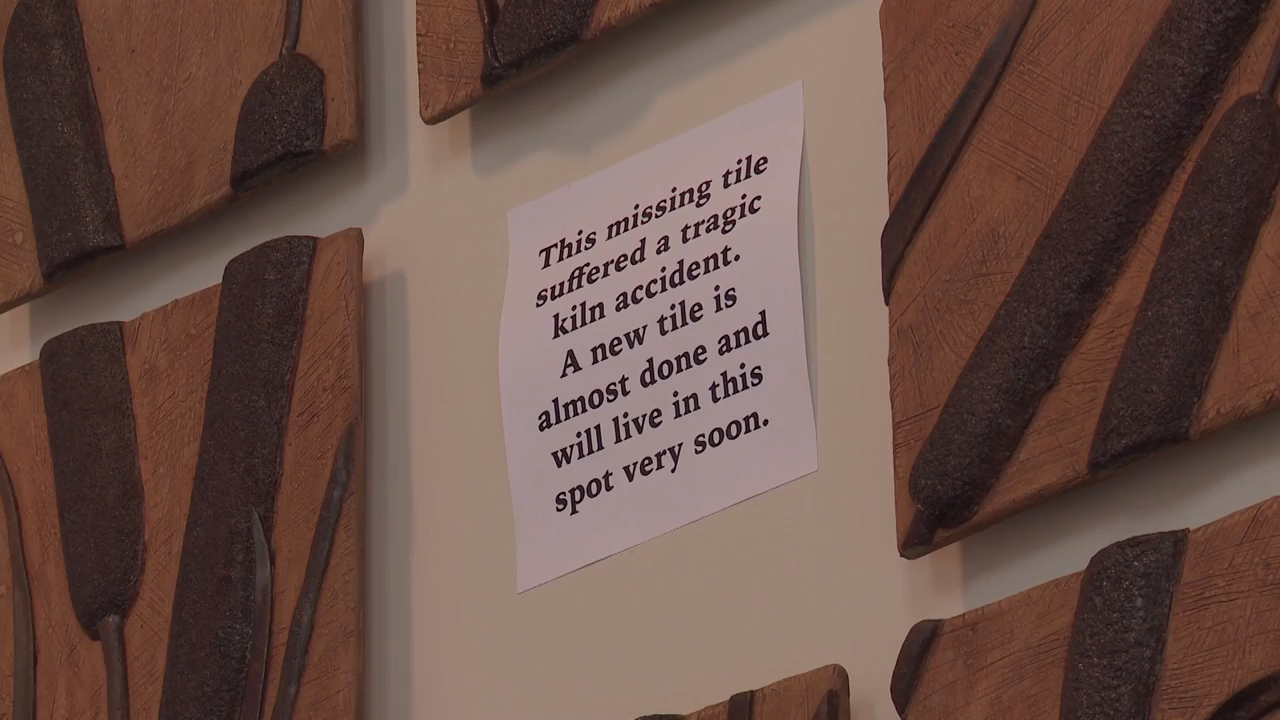 This missing tile
suffered a tragic
kiln accident.
A new tile is
almost done and
will live in this
spot very soon.